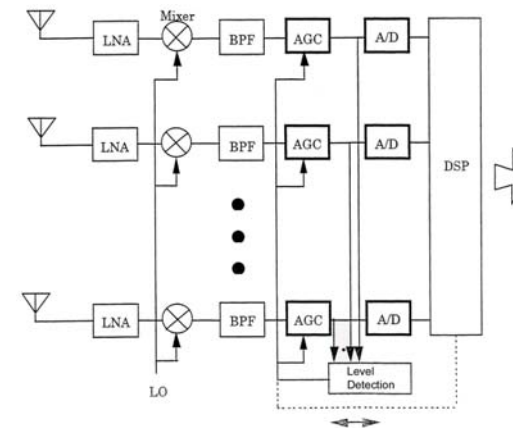 Mixer
LNA
BPF
AGC
A/D
LNA
BPF
AGC
A/D
DSP
LNA
BPF
AGC
A/D
Level
Detection
LO